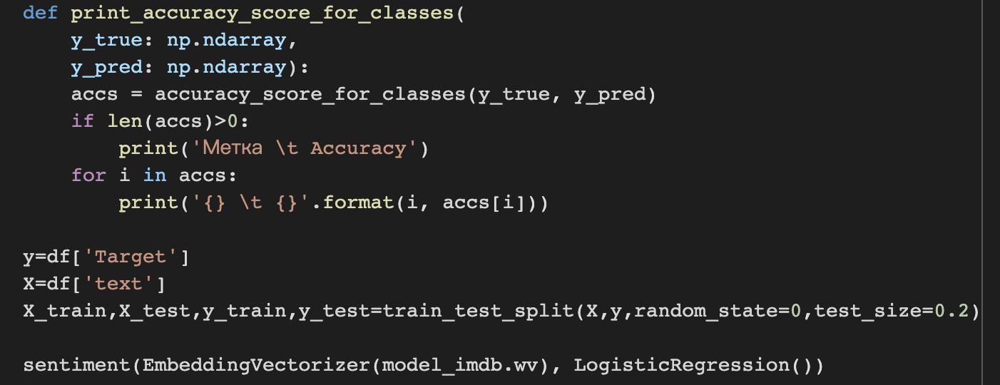 def print_accuracy_score_for_classes(
    y_true: np.ndarray,
    y_pred: np.ndarray):
    accs = accuracy_score_for_classes(y_true, y_pred)
    if len(accs)>0:
        print('Метка \t Accuracy')
    for i in accs:
        print('{} \t {}'.format(i, accs[i]))

y=df['Target']
X=df['text']
X_train,X_test,y_train,y_test=train_test_split(X,y,random_state=0,test_size=0.2)

sentiment(EmbeddingVectorizer(model_imdb.wv), LogisticRegression())